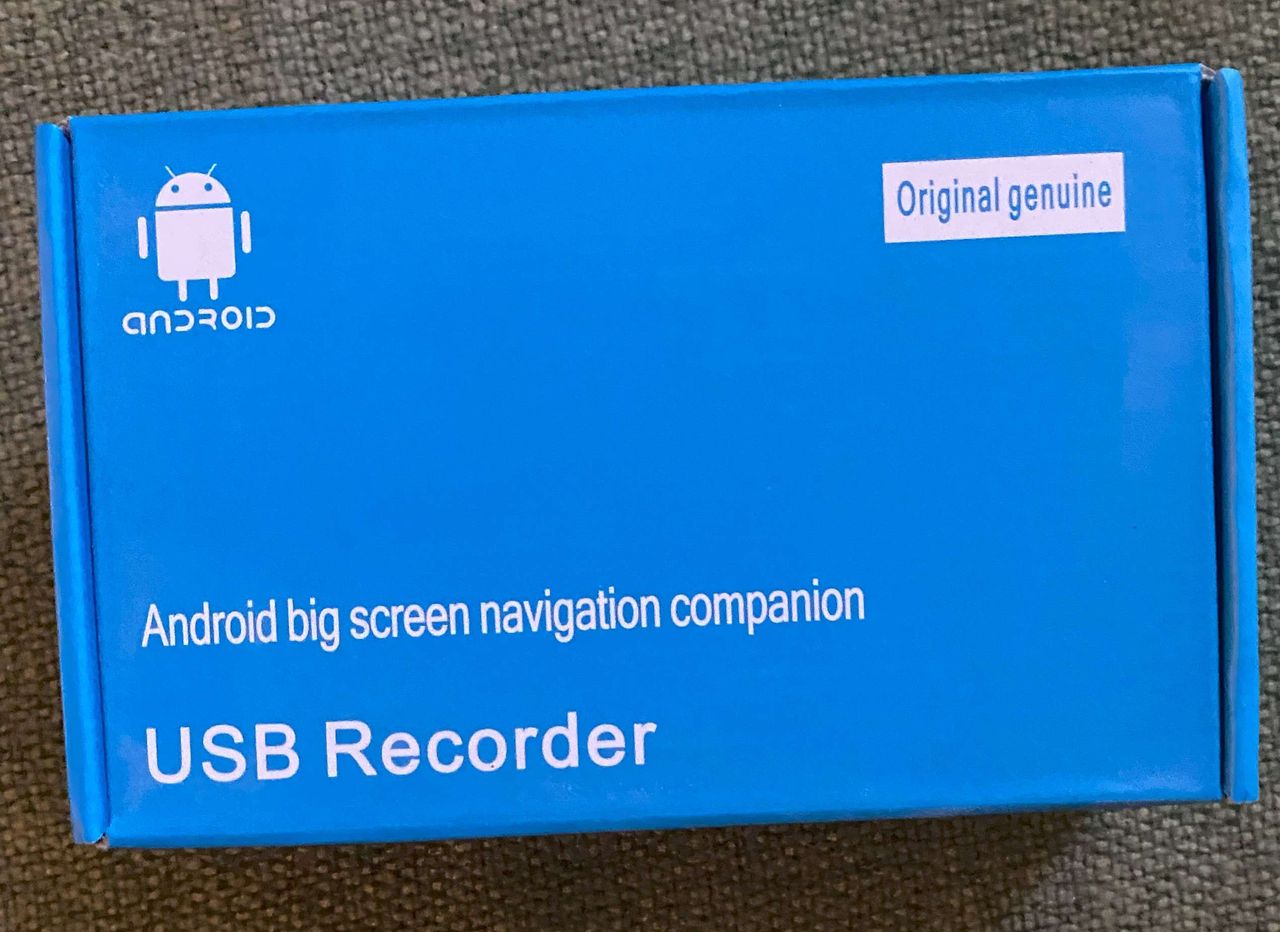 ANDROID
Original genuine
Android big screen navigation companion
USB Recorder